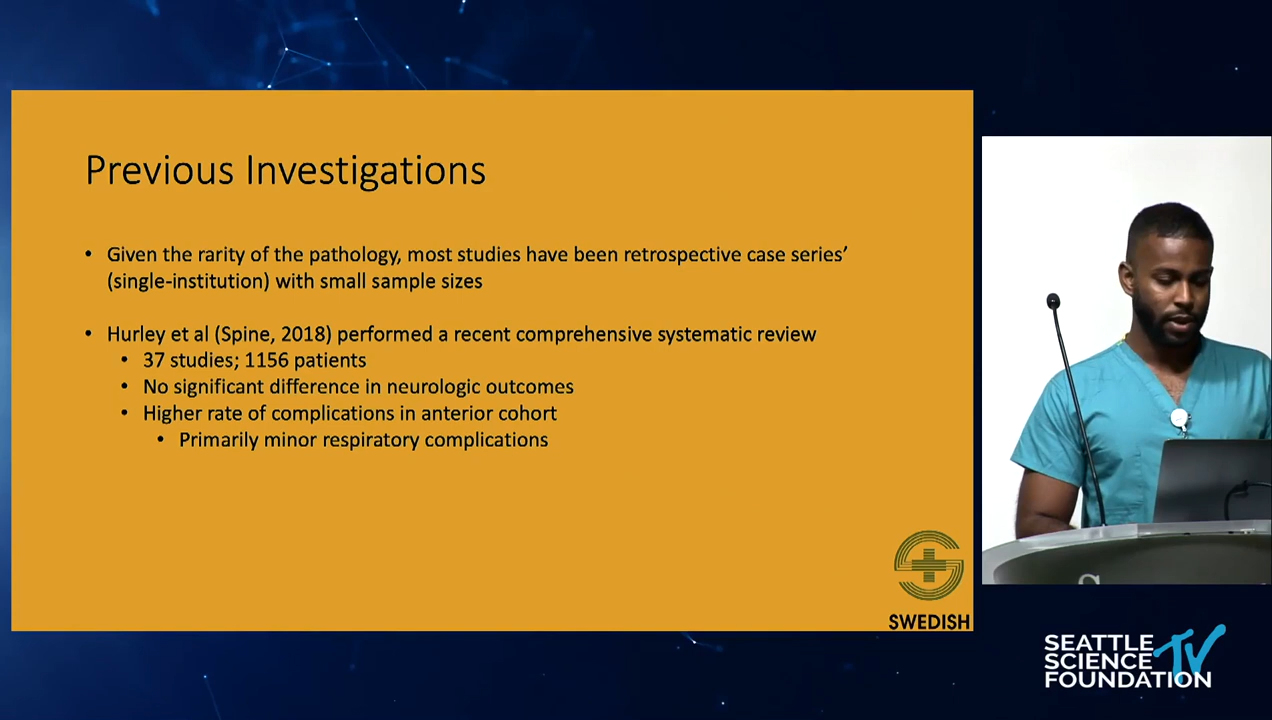 Previous Investigations
• Given the rarity of the pathology, most studies have been retrospective case series’
(single-institution) with small sample sizes
• Hurley et al (Spine, 2018) performed a recent comprehensive systematic review
• 37 studies; 1156 patients
• No significant difference in neurologic outcomes
• Higher rate of complications in anterior cohort
• Primarily minor respiratory complications
SWEDISH
S
SEATTLE
SCIENCE TV
FOUNDATION